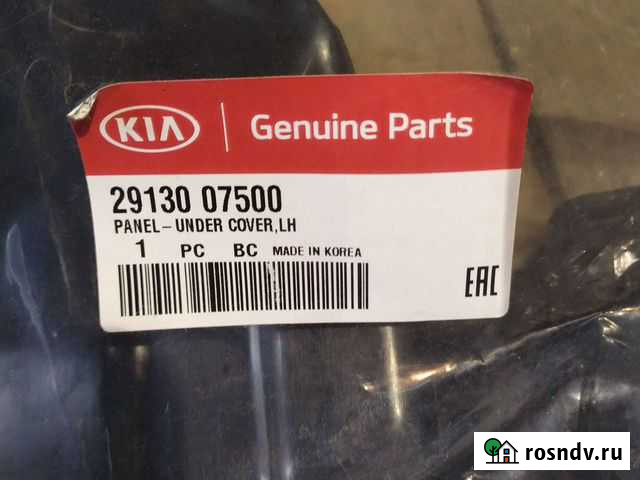 KIA Genuine Parts
29130 07500
PANEL-UNDER COVER,LH
1 PC BC MADE IN KOREA
EAC
rosndv.ru